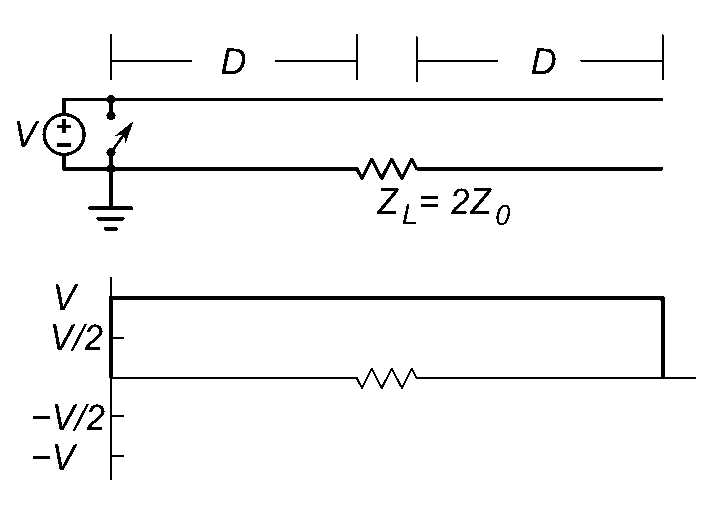 D D
V + −
Z_L = 2Z_0
V
V/2
−V/2
−V